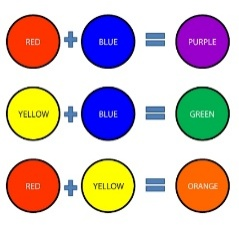 RED + BLUE = PURPLE
YELLOW + BLUE = GREEN
RED + YELLOW = ORANGE